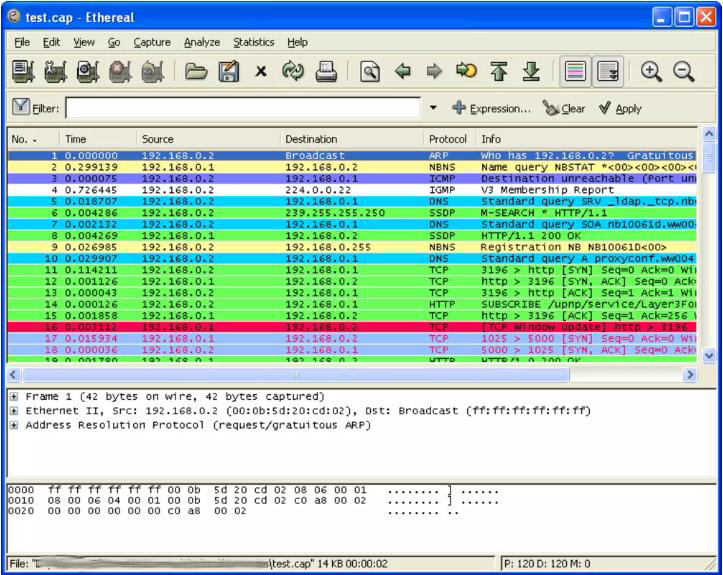 test.cap - Ethereal
File Edit View Go Capture Analyze Statistics Help
Filter: Expression... Clear Apply
No. . Time Source Destination Protocol Info
1 0.000000 192.168.0.2 Broadcast ARP Who has 192.168.0.2? Gratuitous
2 0.299139 192.168.0.1 192.168.0.2 NBNS Name query NBSTAT *<00><00><00><
3 0.000075 192.168.0.2 192.168.0.1 ICMP Destination unreachable (Port un
4 0.726445 192.168.0.2 224.0.0.22 IGMP V3 Membership Report
5 0.018707 192.168.0.2 192.168.0.1 DNS Standard query SRV _ldap._tcp.nb
6 0.004286 192.168.0.2 239.255.255.250 SSDP M-SEARCH * HTTP/1.1
7 0.002132 192.168.0.2 192.168.0.1 DNS Standard query SOA nb10061d.ww00
8 0.004269 192.168.0.1 192.168.0.2 SSDP HTTP/1.1 200 OK
9 0.026985 192.168.0.2 192.168.0.255 NBNS Registration NB NB10061D<00>
10 0.029907 192.168.0.2 192.168.0.1 DNS Standard query A proxyconf.ww004
11 0.114211 192.168.0.2 192.168.0.1 TCP 3196 > http [SYN] Seq=0 Ack=0 Wi
12 0.001126 192.168.0.1 192.168.0.2 TCP http > 3196 [SYN, ACK] Seq=0 Ack
13 0.000043 192.168.0.2 192.168.0.1 TCP 3196 > http [ACK] Seq=1 Ack=1 Wi
14 0.000126 192.168.0.2 192.168.0.1 HTTP SUBSCRIBE /upnp/service/Layer3Fo
15 0.001858 192.168.0.1 192.168.0.2 TCP http > 3196 [ACK] Seq=1 Ack=256
16 0.003112 192.168.0.1 192.168.0.2 TCP [TCP Window Update] http > 3196
17 0.015934 192.168.0.1 192.168.0.2 TCP 1025 > 5000 [SYN] Seq=0 Ack=0 Wi
18 0.000036 192.168.0.2 192.168.0.1 TCP 5000 > 1025 [SYN, ACK] Seq=0 Ack
19 0.001780 192.168.0.1 192.168.0.2 HTTP HTTP/1.0 200 OK
Frame 1 (42 bytes on wire, 42 bytes captured)
Ethernet II, Src: 192.168.0.2 (00:0b:5d:20:cd:02), Dst: Broadcast (ff:ff:ff:ff:ff:ff)
Address Resolution Protocol (request/gratuitous ARP)
0000 ff ff ff ff ff ff 00 0b 5d 20 cd 02 08 06 00 01 ........ ] ......
0010 08 00 06 04 00 01 00 0b 5d 20 cd 02 c0 a8 00 02 ........ ] ......
0020 00 00 00 00 00 00 c0 a8 00 02 ........ ..
File: "D \test.cap" 14 KB 00:00:02 P: 120 D: 120 M: 0